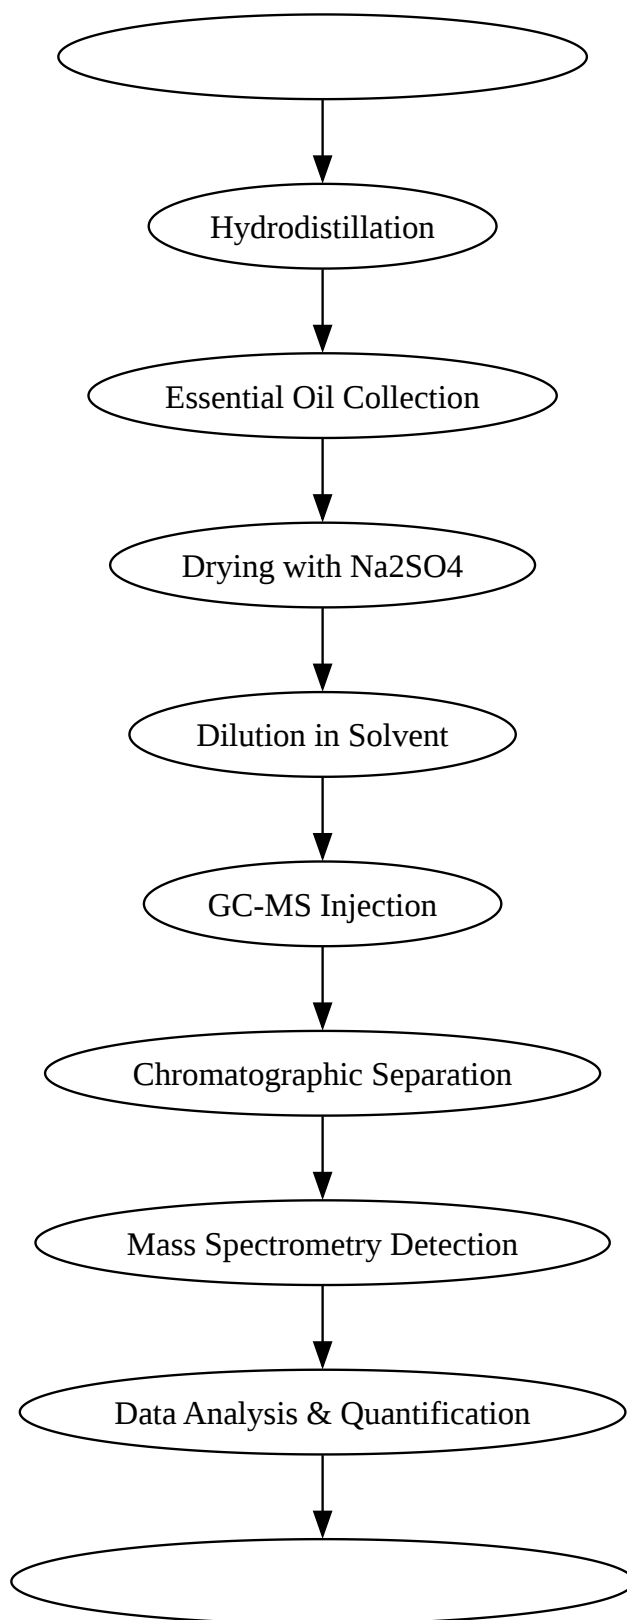 Hydrodistillation
Essential Oil Collection
Drying with Na2SO4
Dilution in Solvent
GC-MS Injection
Chromatographic Separation
Mass Spectrometry Detection
Data Analysis & Quantification